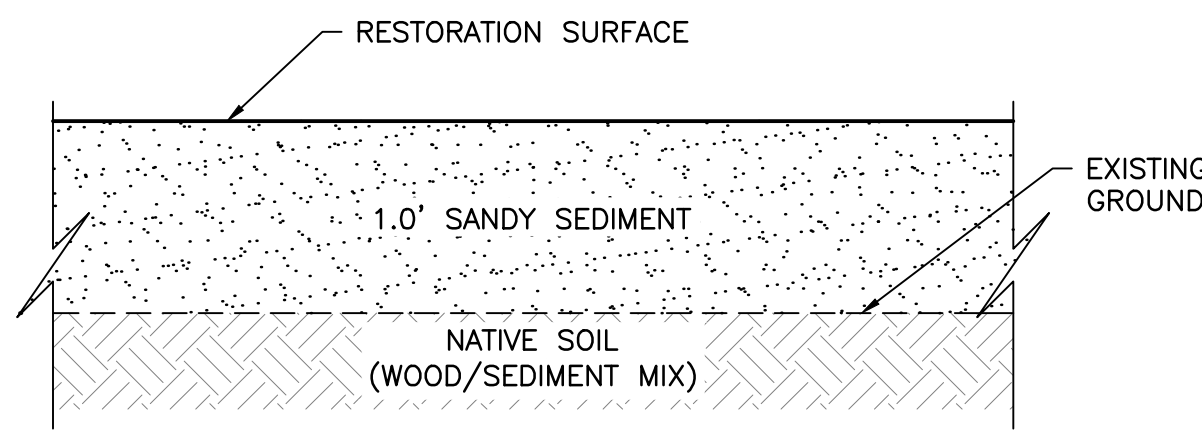 RESTORATION SURFACE
EXISTING
GROUND
1.0' SANDY SEDIMENT
NATIVE SOIL
(WOOD/SEDIMENT MIX)